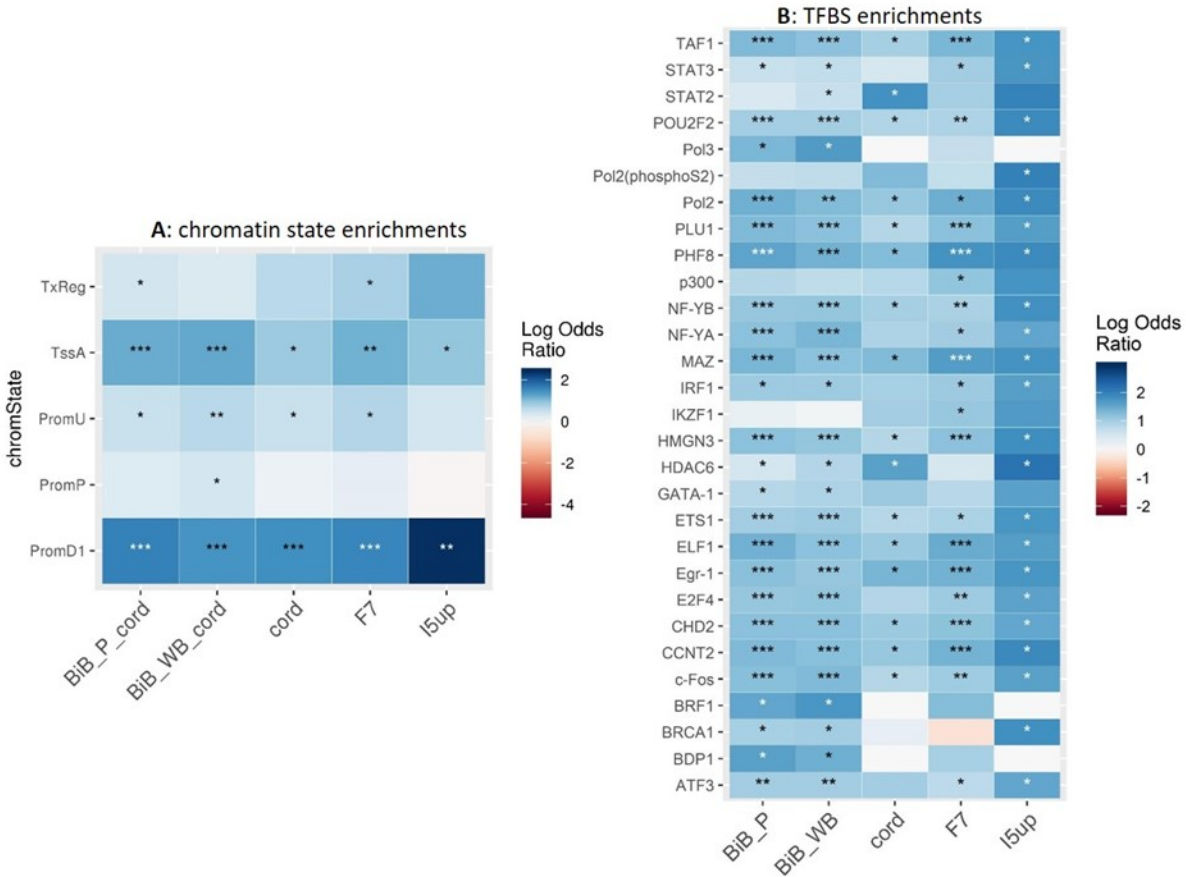 A: chromatin state enrichments
chromState
TxReg * *
TssA *** *** * ** *
PromU * ** * *
PromP *
PromD1 *** *** *** *** **
BiB_P_cord
BiB_WB_cord
cord
F7
I5up
Log Odds
Ratio
2
0
-2
-4
B: TFBS enrichments
TAF1 *** *** * *** *
STAT3 * * * *
STAT2 * *
POU2F2 *** *** * ** *
Pol3 * *
Pol2(phosphoS2) *
Pol2 *** ** * * *
PLU1 *** *** * *** *
PHF8 *** *** * *** *
p300 *
NF-YB *** *** * ** *
NF-YA *** *** * *
MAZ *** *** * *** *
IRF1 * * * *
IKZF1 *
HMGN3 *** *** * *** *
HDAC6 * * * *
GATA-1 * *
ETS1 *** *** * * *
ELF1 *** *** * *** *
Egr-1 *** *** * *** *
E2F4 *** *** ** *
CHD2 *** *** * *** *
CCNT2 *** *** * *** *
c-Fos *** *** * ** *
BRF1 * *
BRCA1 * * *
BDP1 * *
ATF3 ** ** * *
BiB_P
BiB_WB
cord
F7
I5up
Log Odds
Ratio
2
1
0
-1
-2